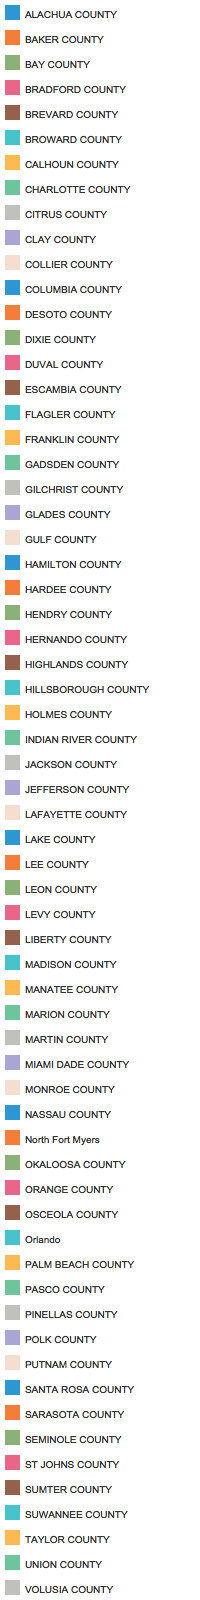 ALACHUA COUNTY
BAKER COUNTY
BAY COUNTY
BRADFORD COUNTY
BREVARD COUNTY
BROWARD COUNTY
CALHOUN COUNTY
CHARLOTTE COUNTY
CITRUS COUNTY
CLAY COUNTY
COLLIER COUNTY
COLUMBIA COUNTY
DESOTO COUNTY
DIXIE COUNTY
DUVAL COUNTY
ESCAMBIA COUNTY
FLAGLER COUNTY
FRANKLIN COUNTY
GADSDEN COUNTY
GILCHRIST COUNTY
GLADES COUNTY
GULF COUNTY
HAMILTON COUNTY
HARDEE COUNTY
HENDRY COUNTY
HERNANDO COUNTY
HIGHLANDS COUNTY
HILLSBOROUGH COUNTY
HOLMES COUNTY
INDIAN RIVER COUNTY
JACKSON COUNTY
JEFFERSON COUNTY
LAFAYETTE COUNTY
LAKE COUNTY
LEE COUNTY
LEON COUNTY
LEVY COUNTY
LIBERTY COUNTY
MADISON COUNTY
MANATEE COUNTY
MARION COUNTY
MARTIN COUNTY
MIAMI DADE COUNTY
MONROE COUNTY
NASSAU COUNTY
North Fort Myers
OKALOOSA COUNTY
ORANGE COUNTY
OSCEOLA COUNTY
Orlando
PALM BEACH COUNTY
PASCO COUNTY
PINELLAS COUNTY
POLK COUNTY
PUTNAM COUNTY
SANTA ROSA COUNTY
SARASOTA COUNTY
SEMINOLE COUNTY
ST JOHNS COUNTY
SUMTER COUNTY
SUWANNEE COUNTY
TAYLOR COUNTY
UNION COUNTY
VOLUSIA COUNTY